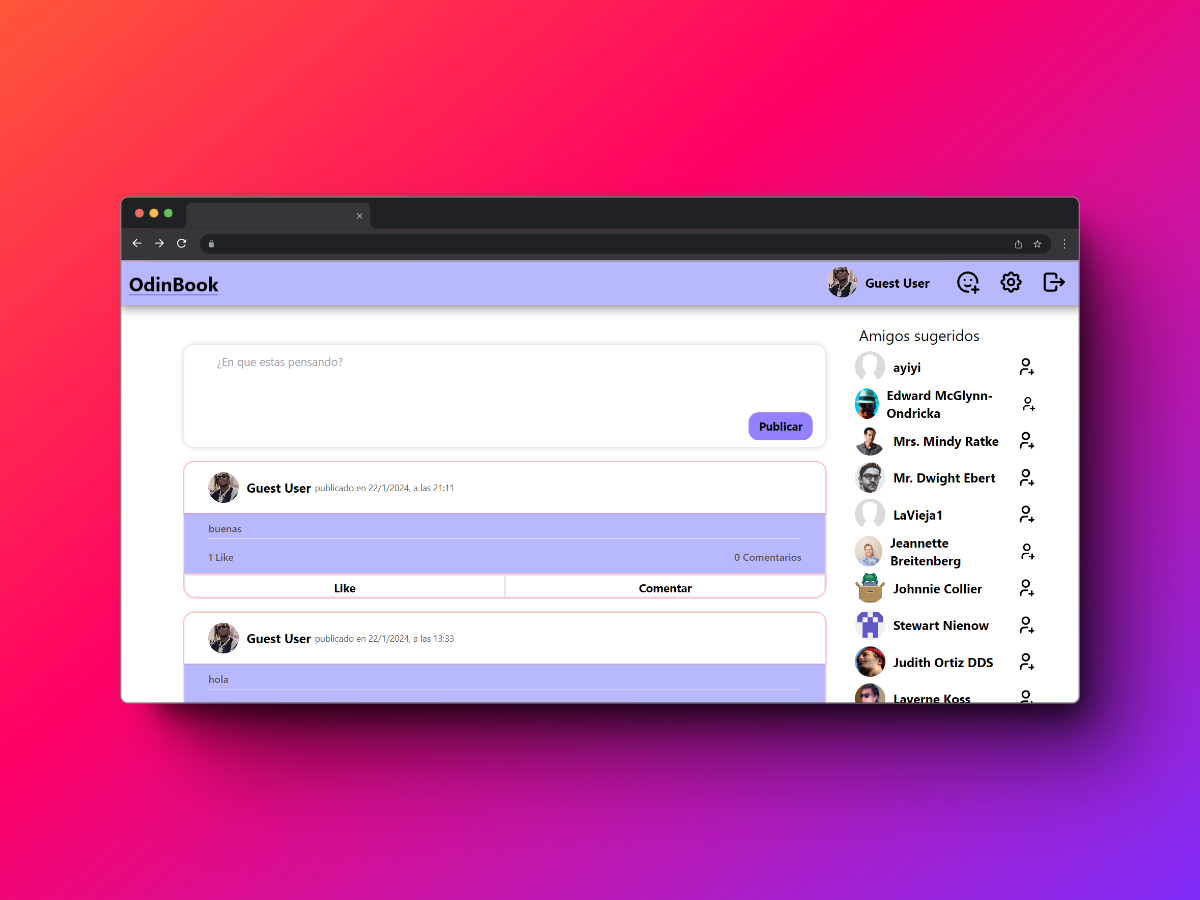 OdinBook
Guest User
¿En que estas pensando?
Publicar
Guest User publicado en 22/1/2024, a las 21:11
buenas
1 Like
0 Comentarios
Like
Comentar
Guest User publicado en 22/1/2024, a las 13:33
hola
Amigos sugeridos
ayiyi
Edward McGlynn-
Ondricka
Mrs. Mindy Ratke
Mr. Dwight Ebert
LaVieja1
Jeannette
Breitenberg
Johnnie Collier
Stewart Nienow
Judith Ortiz DDS
Laverne Koss